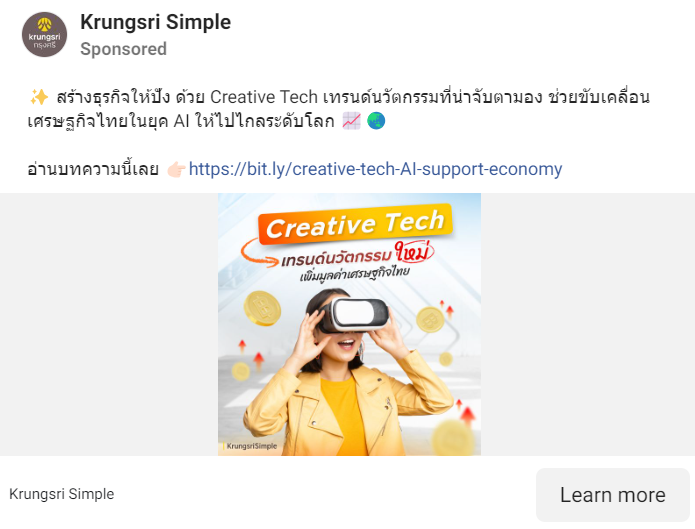 krungsri
กรุงศรี
Krungsri Simple
Sponsored
✨ สร้างธุรกิจให้ปัง ด้วย Creative Tech เทรนด์นวัตกรรมที่น่าจับตามอง ช่วยขับเคลื่อน
เศรษฐกิจไทยในยุค AI ให้ไปไกลระดับโลก 📈 🌏
อ่านบทความนี้เลย 👉🏻https://bit.ly/creative-tech-AI-support-economy
Creative Tech
เทรนด์นวัตกรรม ใหม่
เพิ่มมูลค่าเศรษฐกิจไทย
KrungsriSimple
Krungsri Simple
Learn more